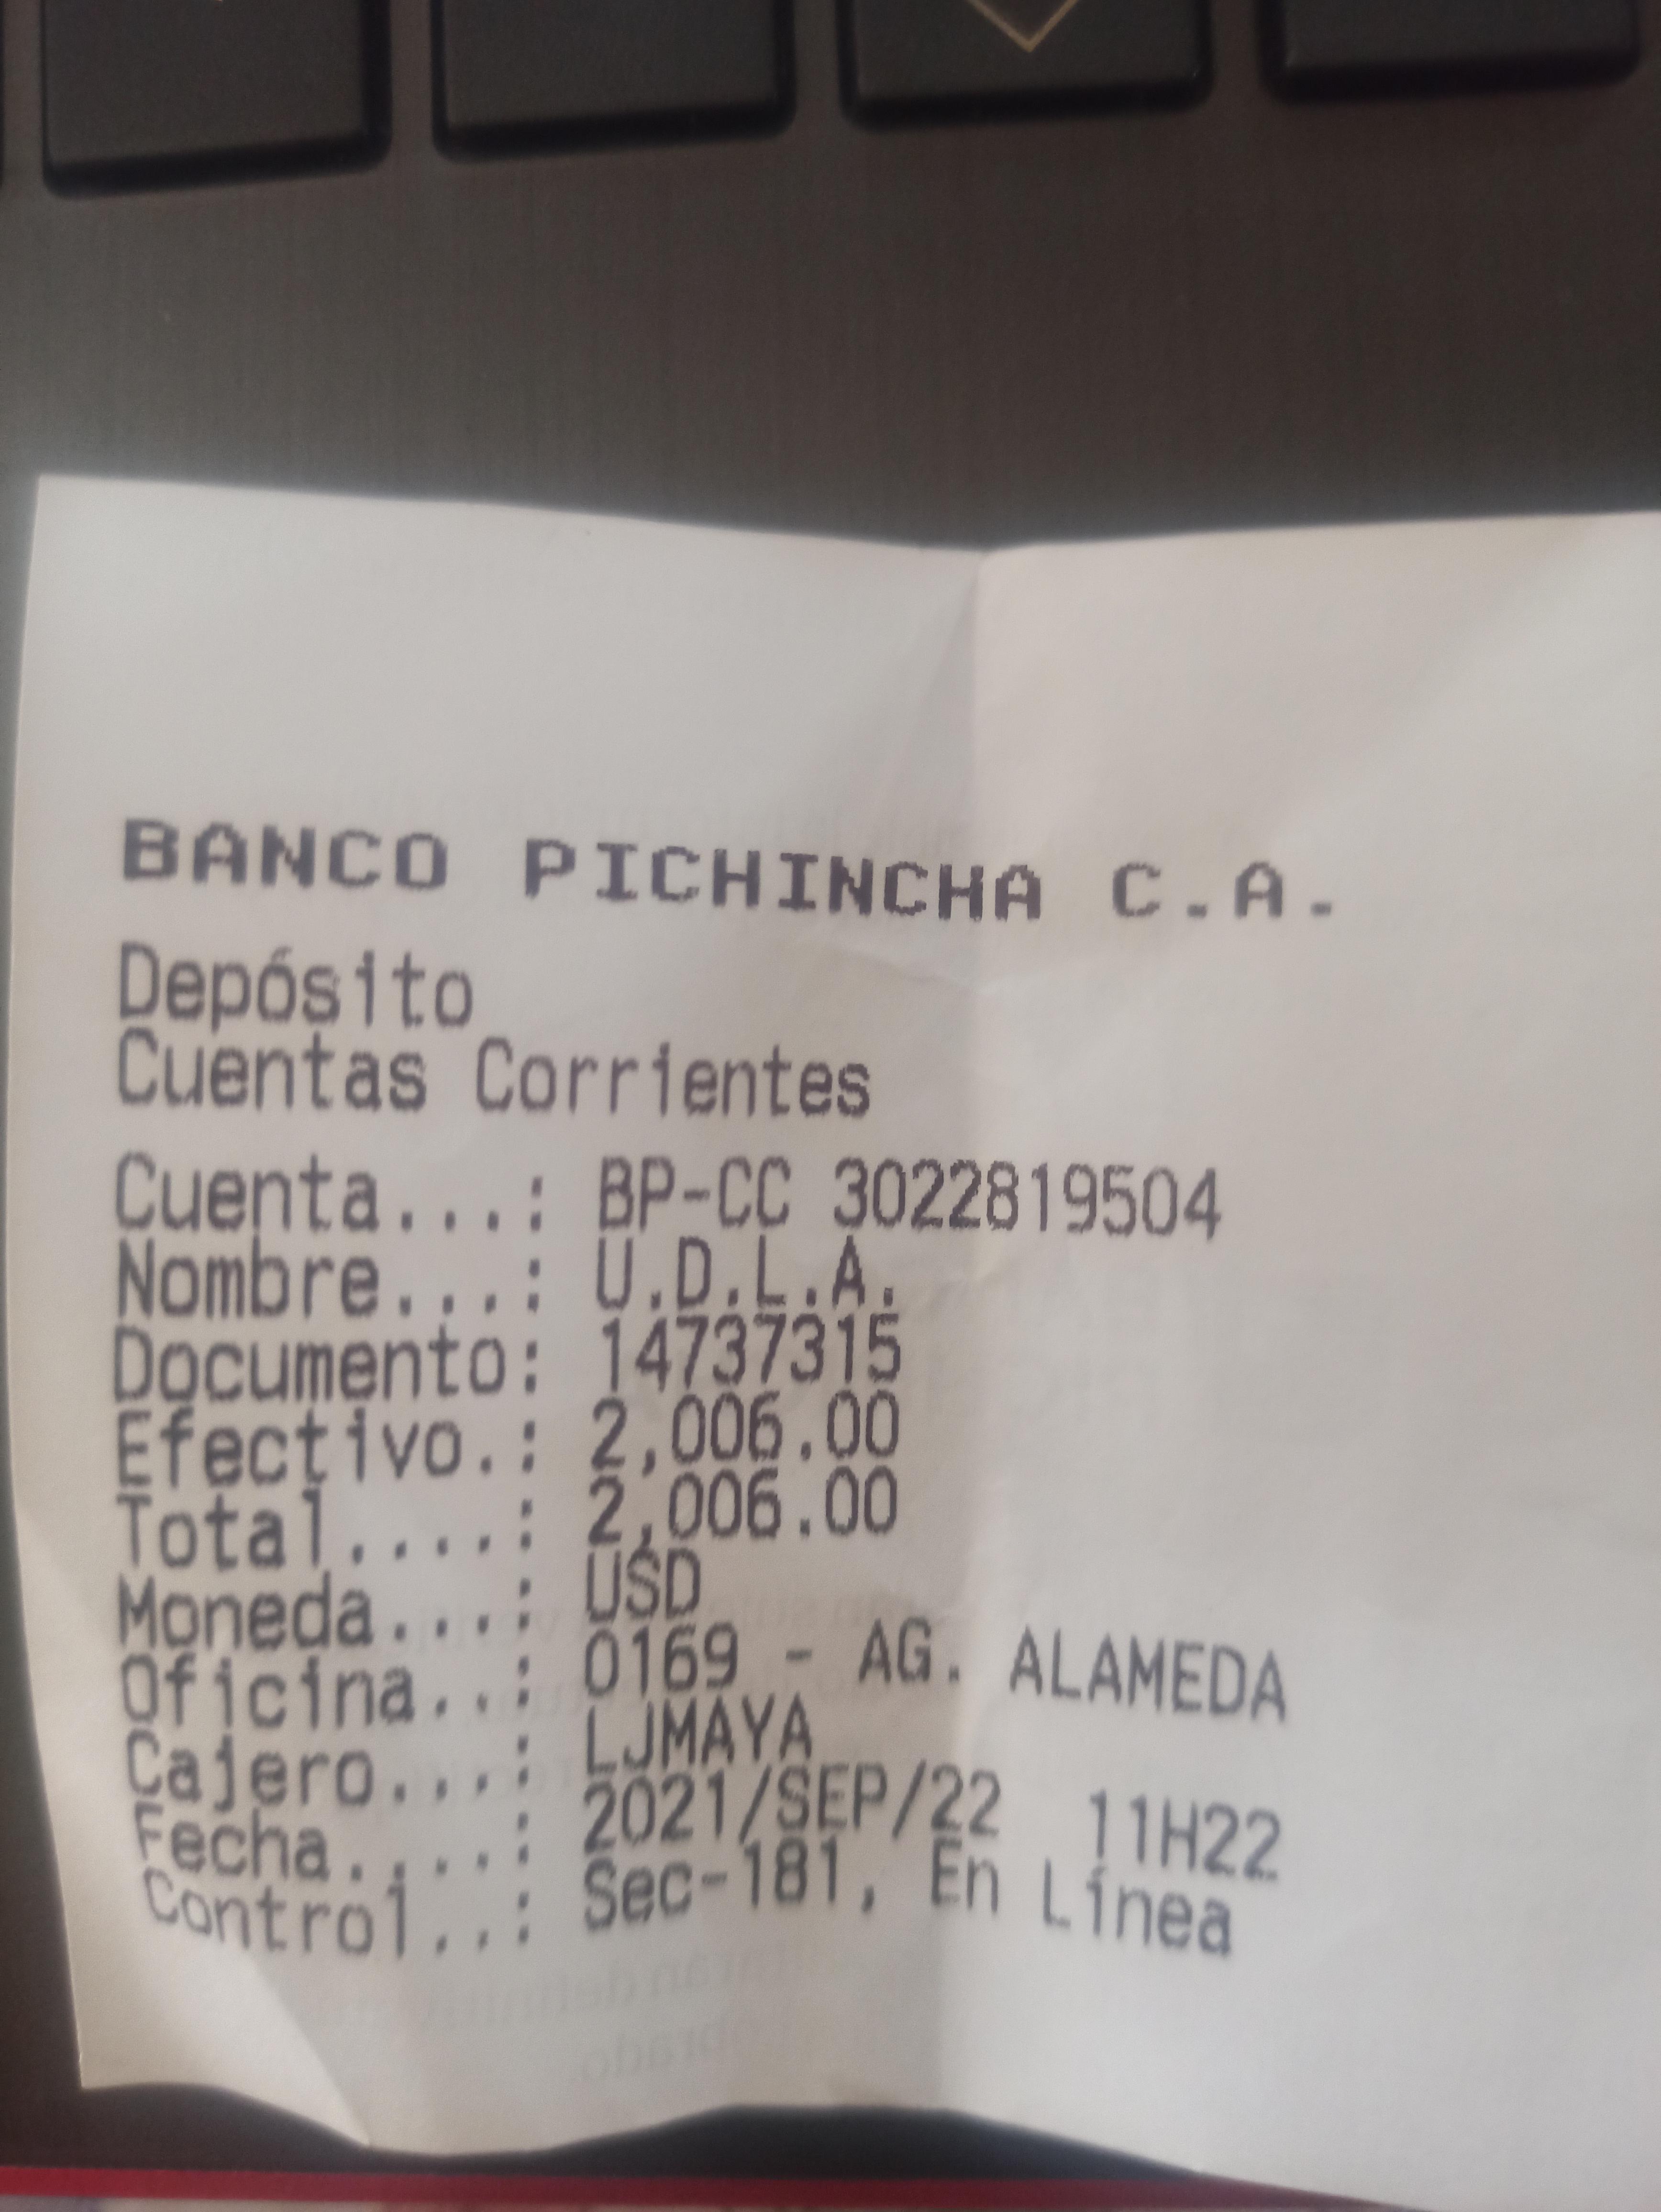 BANCO PICHINCHA C.A.
Depósito
Cuentas Corrientes
Cuenta...: BP-CC 3022819504
Nombre...: U.D.L.A.
Documento: 14737315
Efectivo.: 2,006.00
Total....: 2,006.00
Moneda...: USD
Oficina..: 0169 - AG. ALAMEDA
Cajero...: LJMAYA
Fecha....: 2021/SEP/22 11H22
Control..: Sec-181, En Línea